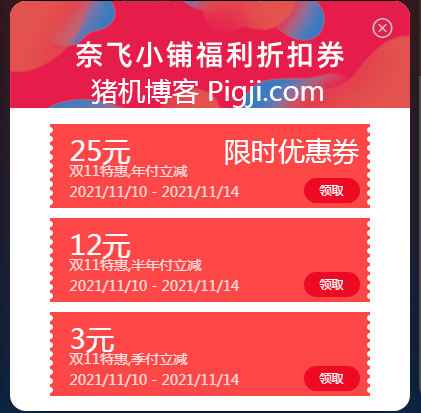 奈飞小铺福利折扣券
猪机博客 Pigji.com
25元
限时优惠券
双11特惠,年付立减
2021/11/10 - 2021/11/14
领取
12元
双11特惠,半年付立减
2021/11/10 - 2021/11/14
领取
3元
双11特惠,季付立减
2021/11/10 - 2021/11/14
领取